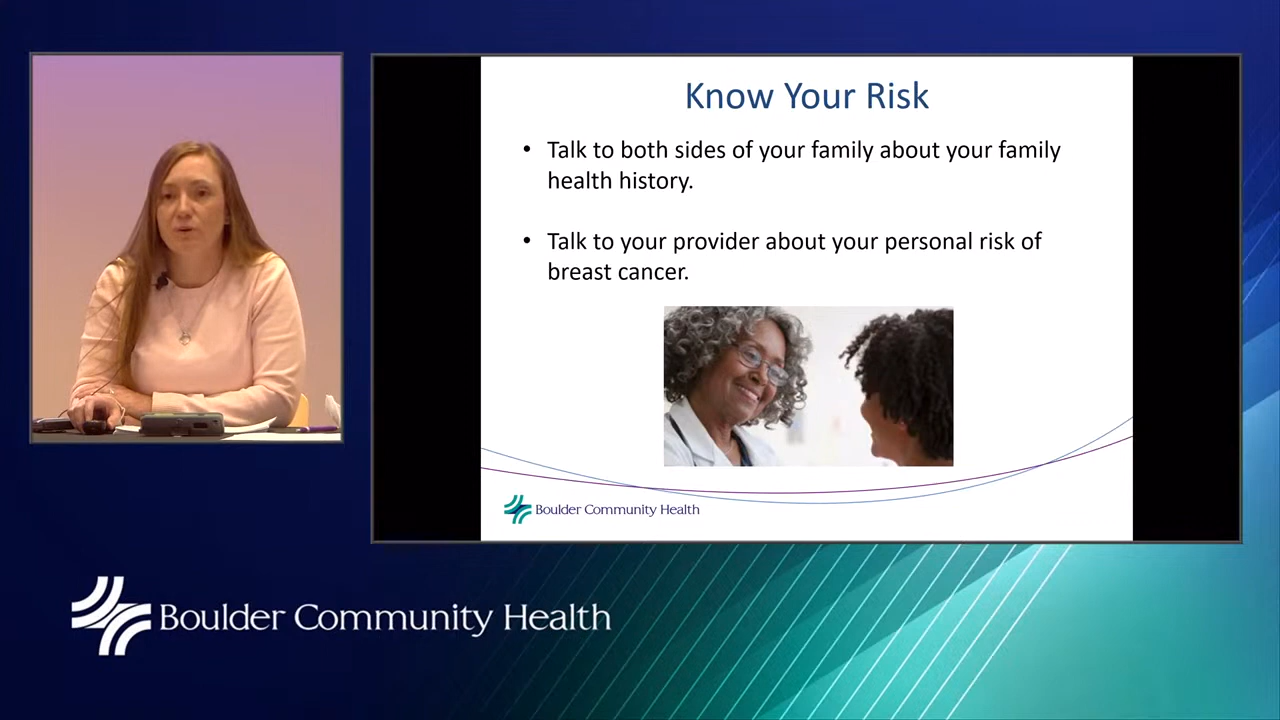 Know Your Risk
• Talk to both sides of your family about your family
health history.
• Talk to your provider about your personal risk of
breast cancer.
Boulder Community Health
Boulder Community Health